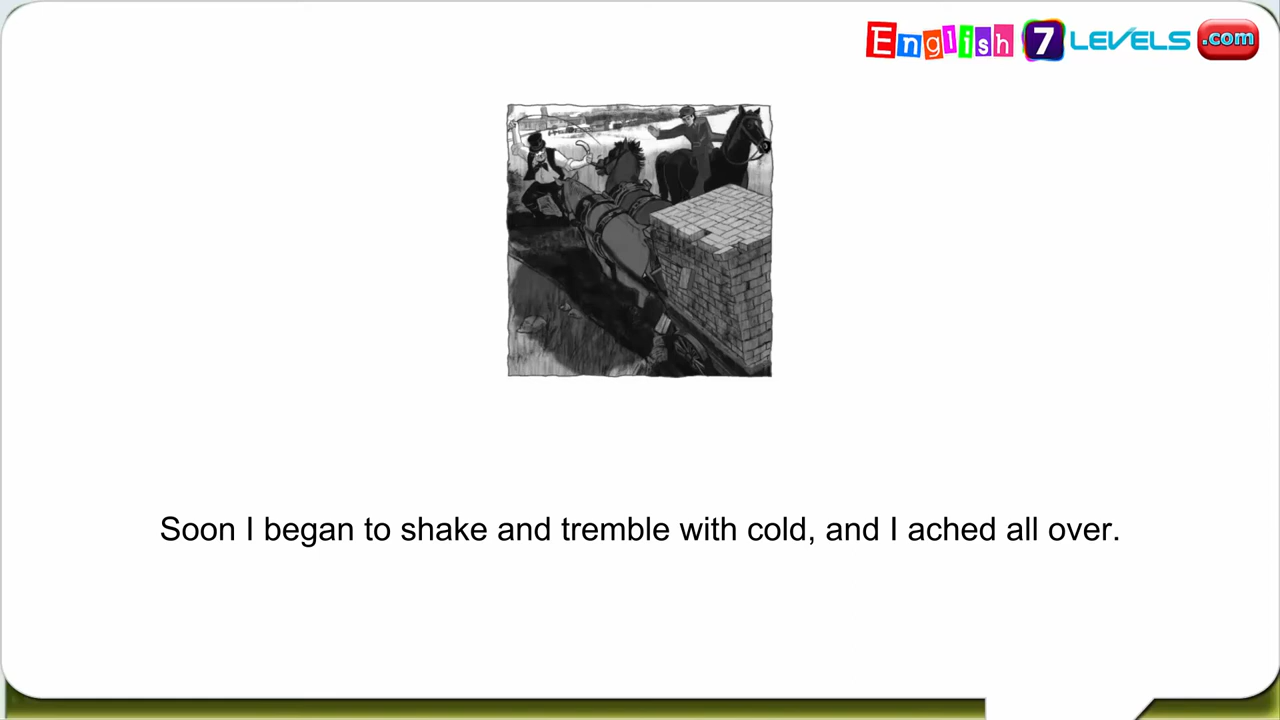 English 7 LEVELS .com
Soon I began to shake and tremble with cold, and I ached all over.